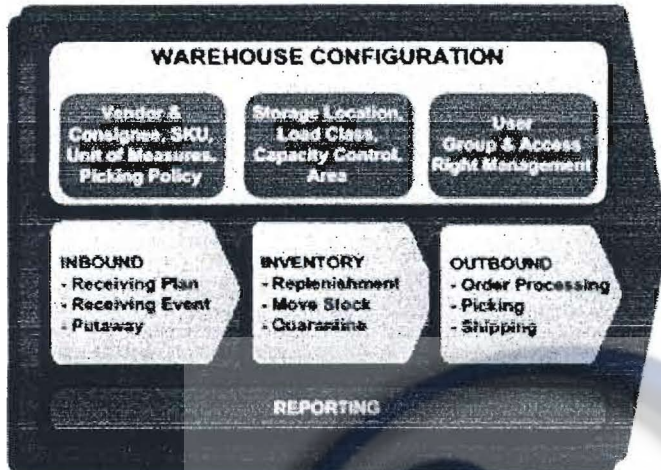 WAREHOUSE CONFIGURATION
Vendor &
Consignee, SKU,
Unit of Measures,
Picking Policy
Storage Location,
Load Class,
Capacity Control,
Area
User
Group & Access
Right Management
INBOUND
- Receiving Plan
- Receiving Event
- Putaway
INVENTORY
- Replenishment
- Move Stock
- Quarantine
OUTBOUND
- Order Processing
- Picking
- Shipping
REPORTING